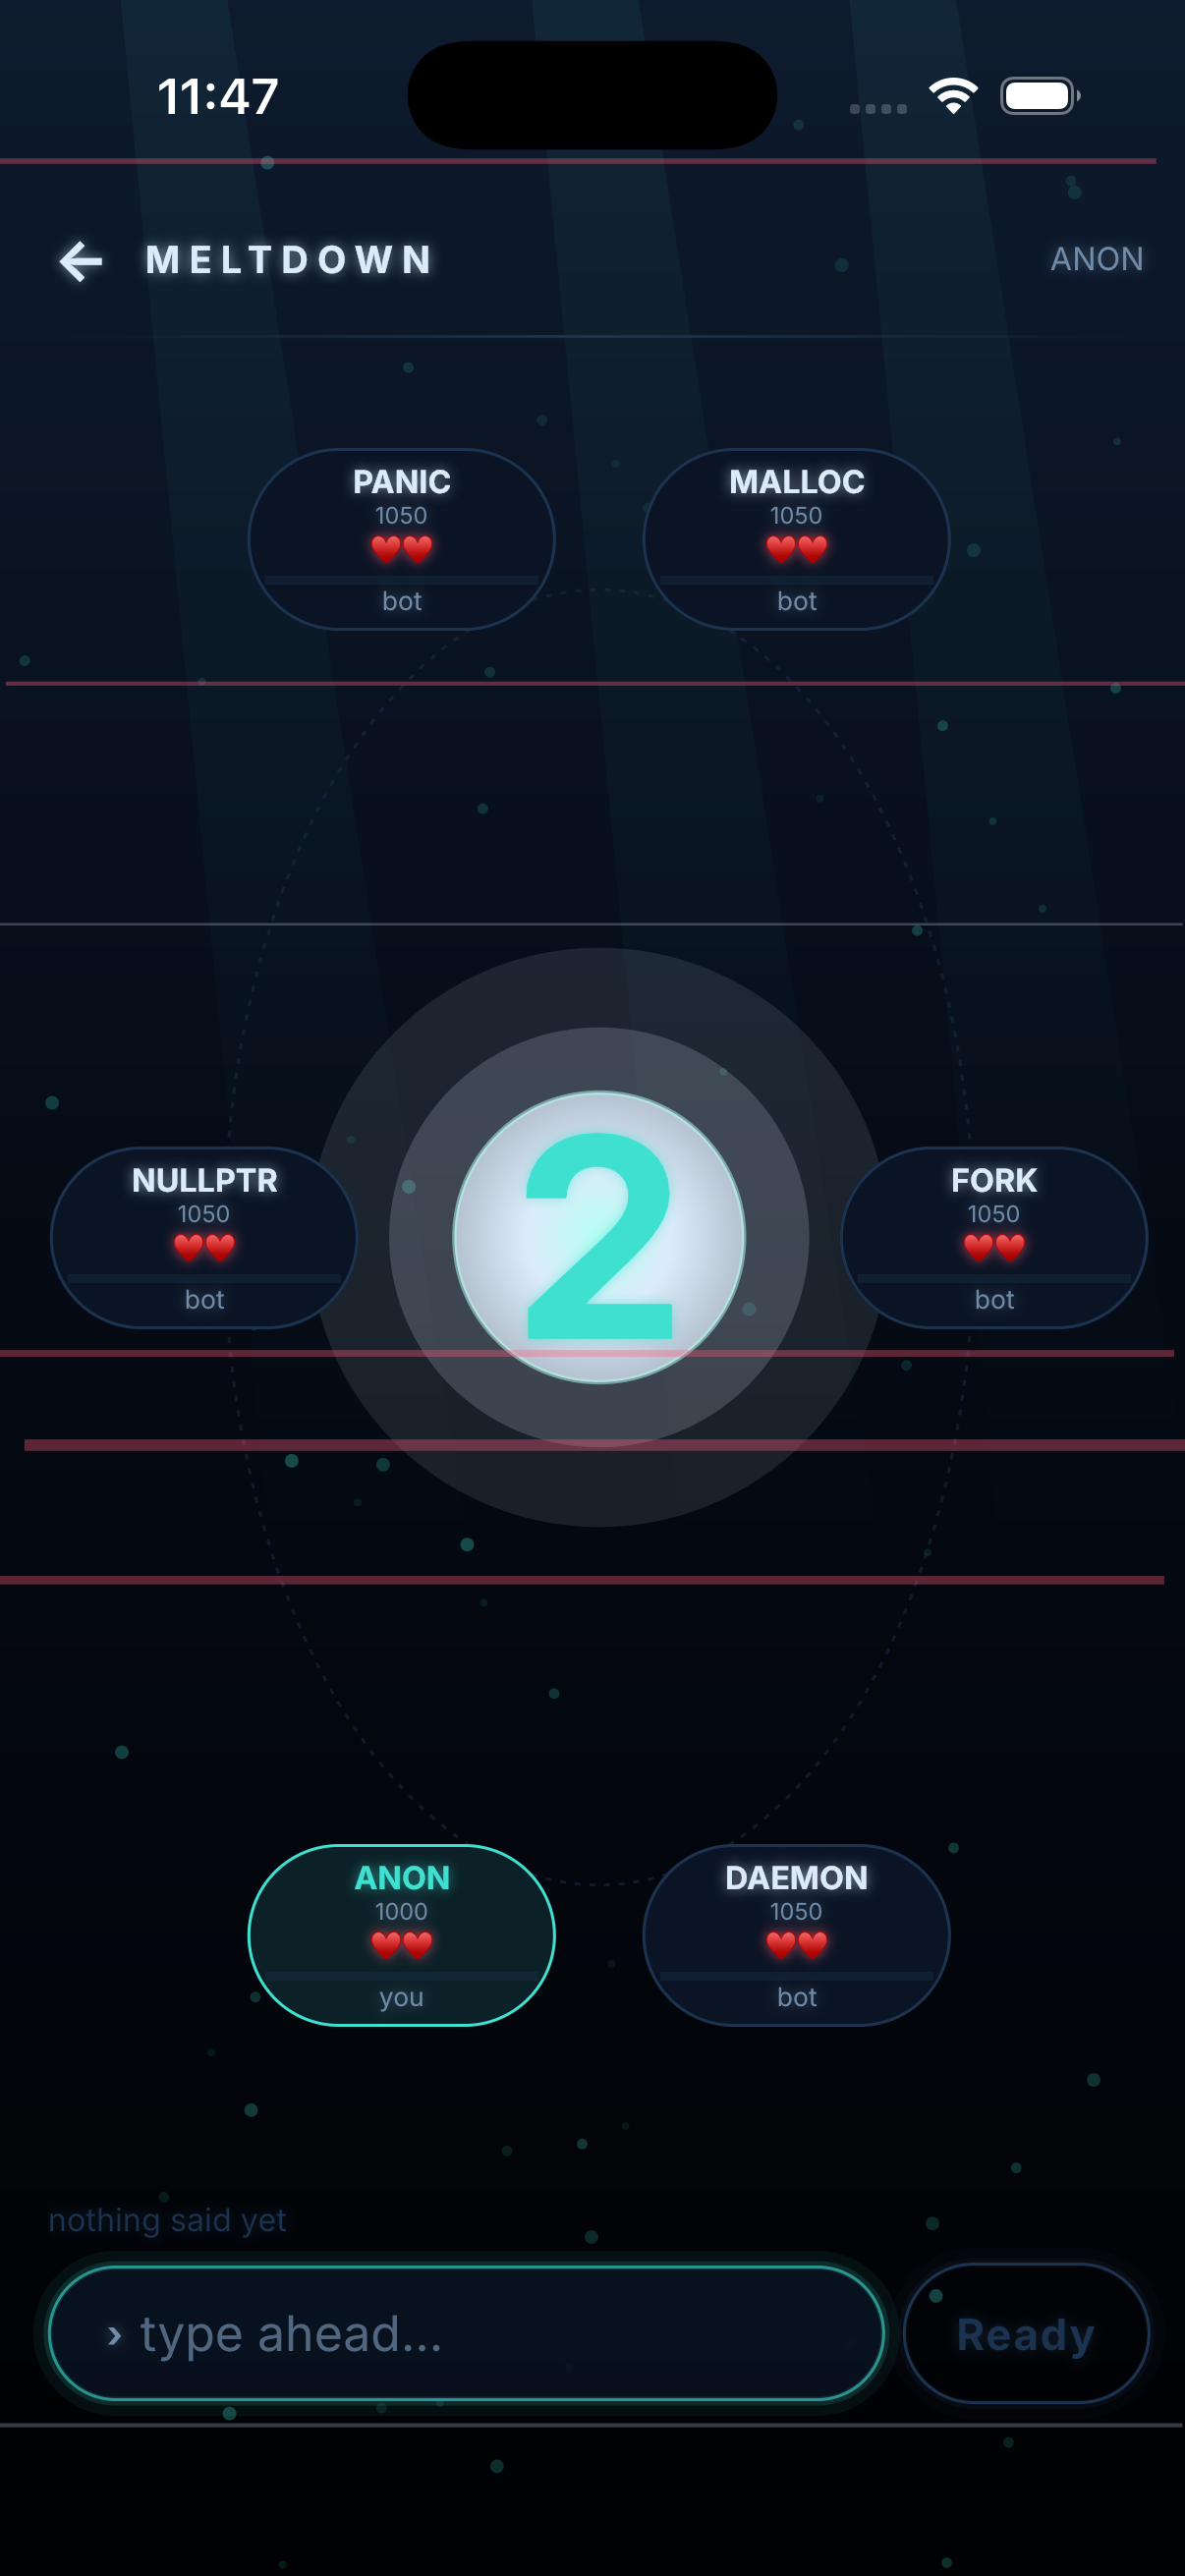 11:47
← MELTDOWN
ANON
PANIC
1050
♥♥
bot
MALLOC
1050
♥♥
bot
NULLPTR
1050
♥♥
bot
2
FORK
1050
♥♥
bot
ANON
1000
♥♥
you
DAEMON
1050
♥♥
bot
nothing said yet
› type ahead...
Ready